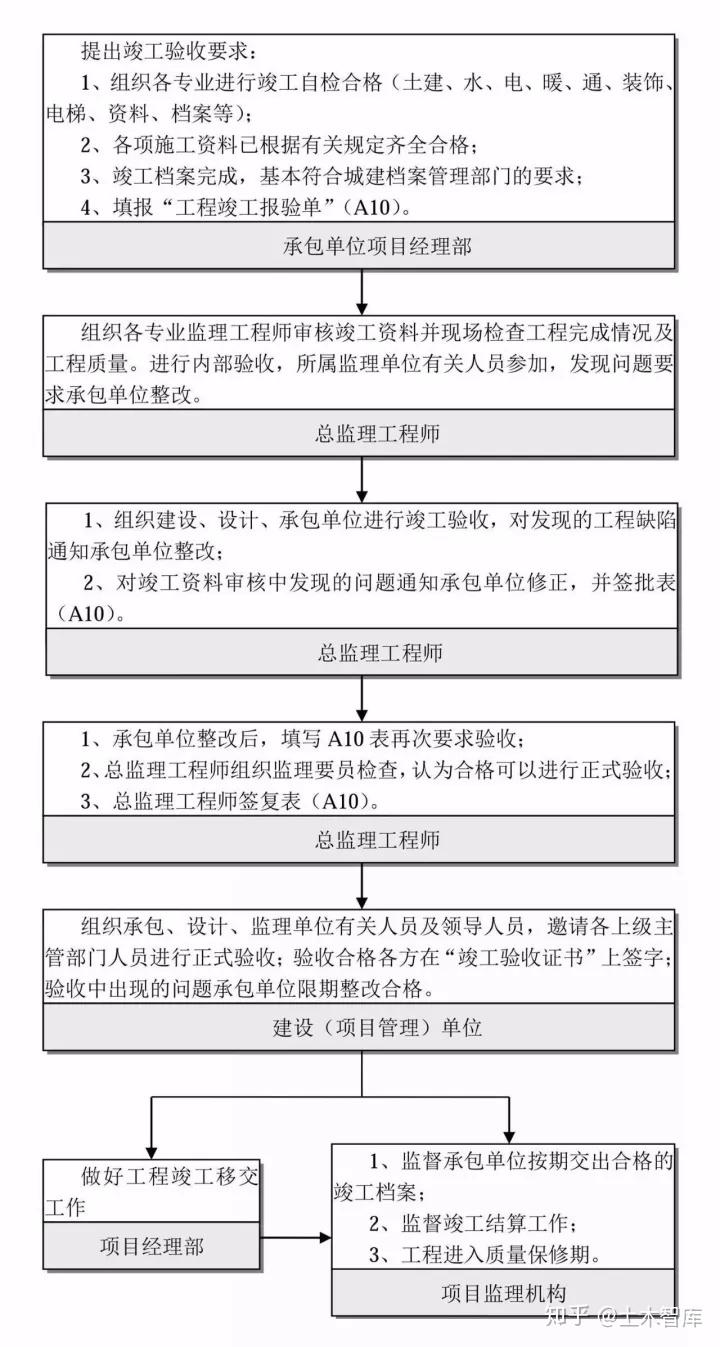 提出竣工验收要求：
1、组织各专业进行竣工自检合格（土建、水、电、暖、通、装饰、
电梯、资料、档案等）；
2、各项施工资料已根据有关规定齐全合格；
3、竣工档案完成，基本符合城建档案管理部门的要求；
4、填报“工程竣工报验单”（A10）。
承包单位项目经理部
组织各专业监理工程师审核竣工资料并现场检查工程完成情况及
工程质量。进行内部验收，所属监理单位有关人员参加，发现问题要
求承包单位整改。
总监理工程师
1、组织建设、设计、承包单位进行竣工验收，对发现的工程缺陷
通知承包单位整改；
2、对竣工资料审核中发现的问题通知承包单位修正，并签批表
（A10）。
总监理工程师
1、承包单位整改后，填写 A10 表再次要求验收；
2、总监理工程师组织监理要员检查，认为合格可以进行正式验收；
3、总监理工程师签复表（A10）。
总监理工程师
组织承包、设计、监理单位有关人员及领导人员，邀请各上级主
管部门人员进行正式验收；验收合格各方在“竣工验收证书”上签字；
验收中出现的问题承包单位限期整改合格。
建设（项目管理）单位
做好工程竣工移交
工作
项目经理部
1、监督承包单位按期交出合格的
竣工档案；
2、监督竣工结算工作；
3、工程进入质量保修期。
项目监理机构
知乎 @土木智库